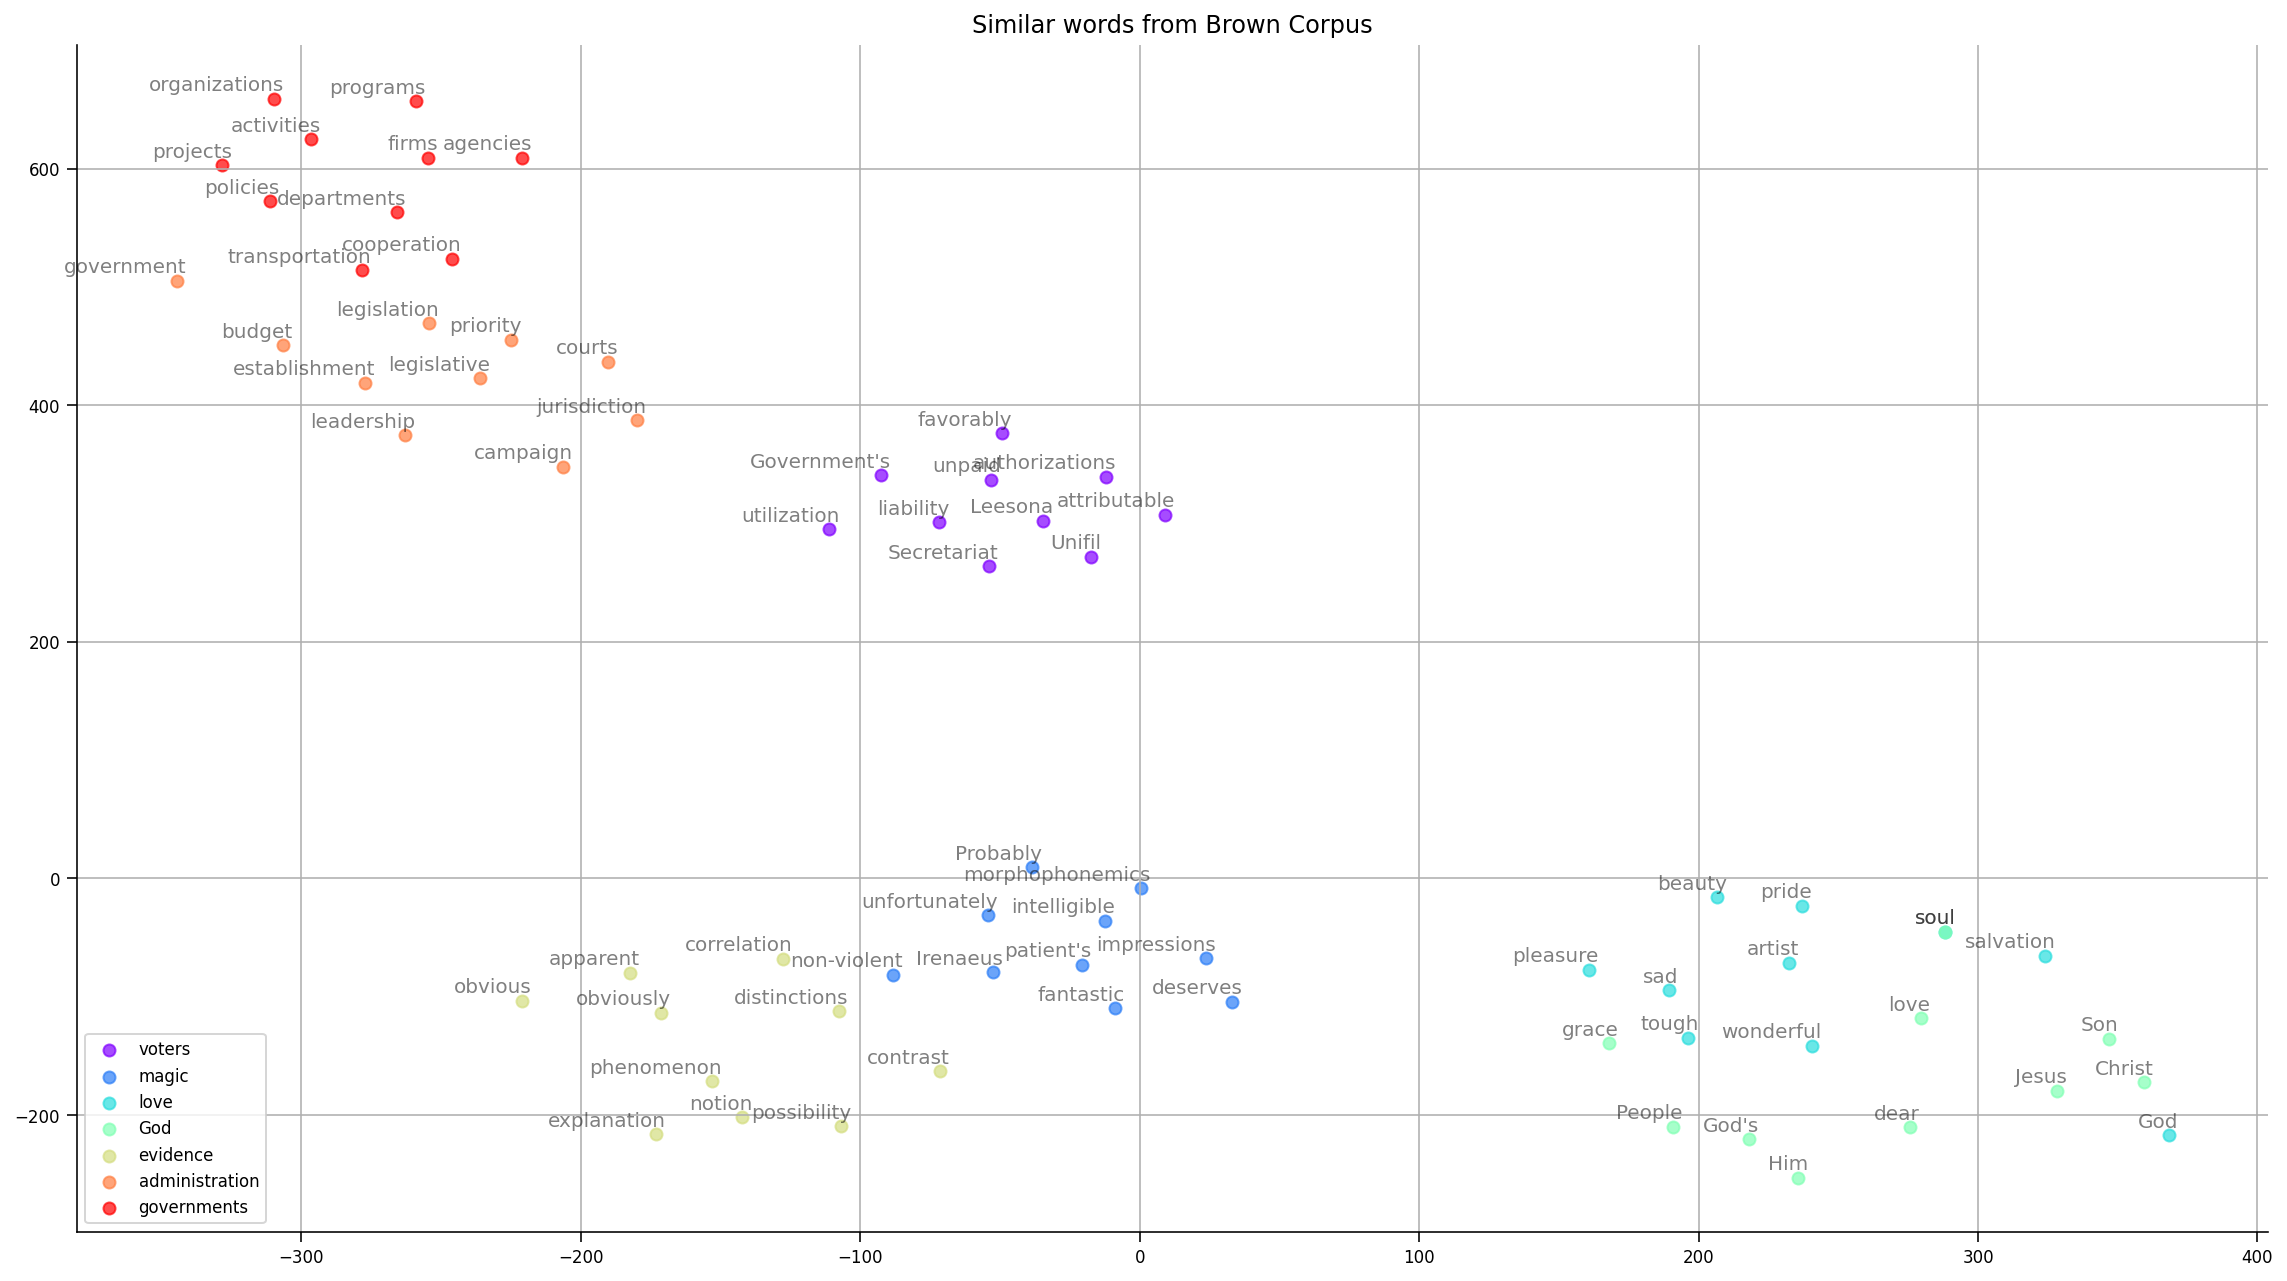 Similar words from Brown Corpus
organizations
programs
activities
firms agencies
projects
policies
departments
cooperation
transportation
government
legislation
priority
budget
courts
establishment
legislative
jurisdiction
leadership
campaign
favorably
Government's
unpaid
authorizations
attributable
Leesona
liability
utilization
Unifil
Secretariat
Probably
morphophonemics
unfortunately
intelligible
correlation
patient's
impressions
apparent
non-violent
Irenaeus
obvious
obviously
distinctions
fantastic
deserves
contrast
phenomenon
notion
possibility
explanation
beauty
pride
soul
salvation
artist
pleasure
sad
love
grace
tough
wonderful
Son
Christ
Jesus
People
God's
dear
God
Him
voters
magic
love
God
evidence
administration
governments
600
400
200
0
−200
−300
−200
−100
0
100
200
300
400